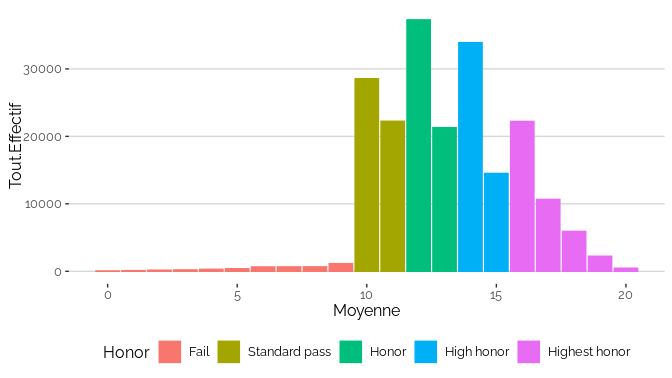 Tout.Effectif
30000
20000
10000
0
0 5 10 15 20
Moyenne
Honor Fail Standard pass Honor High honor Highest honor